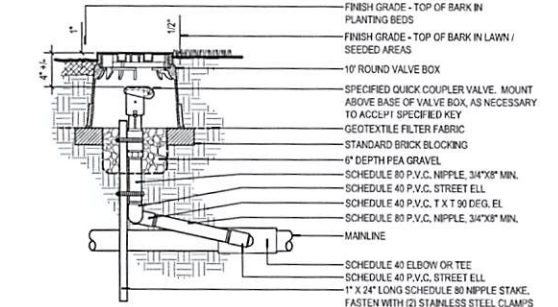 1"
1/2"
4" +/-
FINISH GRADE - TOP OF BARK IN
PLANTING BEDS
FINISH GRADE - TOP OF BARK IN LAWN /
SEEDED AREAS
10' ROUND VALVE BOX
SPECIFIED QUICK COUPLER VALVE. MOUNT
ABOVE BASE OF VALVE BOX, AS NECESSARY
TO ACCEPT SPECIFIED KEY
GEOTEXTILE FILTER FABRIC
STANDARD BRICK BLOCKING
6" DEPTH PEA GRAVEL
SCHEDULE 80 P.V.C. NIPPLE, 3/4"X8" MIN.
SCHEDULE 40 P.V.C. STREET ELL
SCHEDULE 40 P.V.C, T X T 90 DEG. EL
SCHEDULE 80 P.V.C, NIPPLE, 3/4"X8" MIN.
MAINLINE
SCHEDULE 40 ELBOW OR TEE
SCHEDULE 40 P.V.C, STREET ELL
1" X 24" LONG SCHEDULE 80 NIPPLE STAKE.
FASTEN WITH (2) STAINLESS STEEL CLAMPS